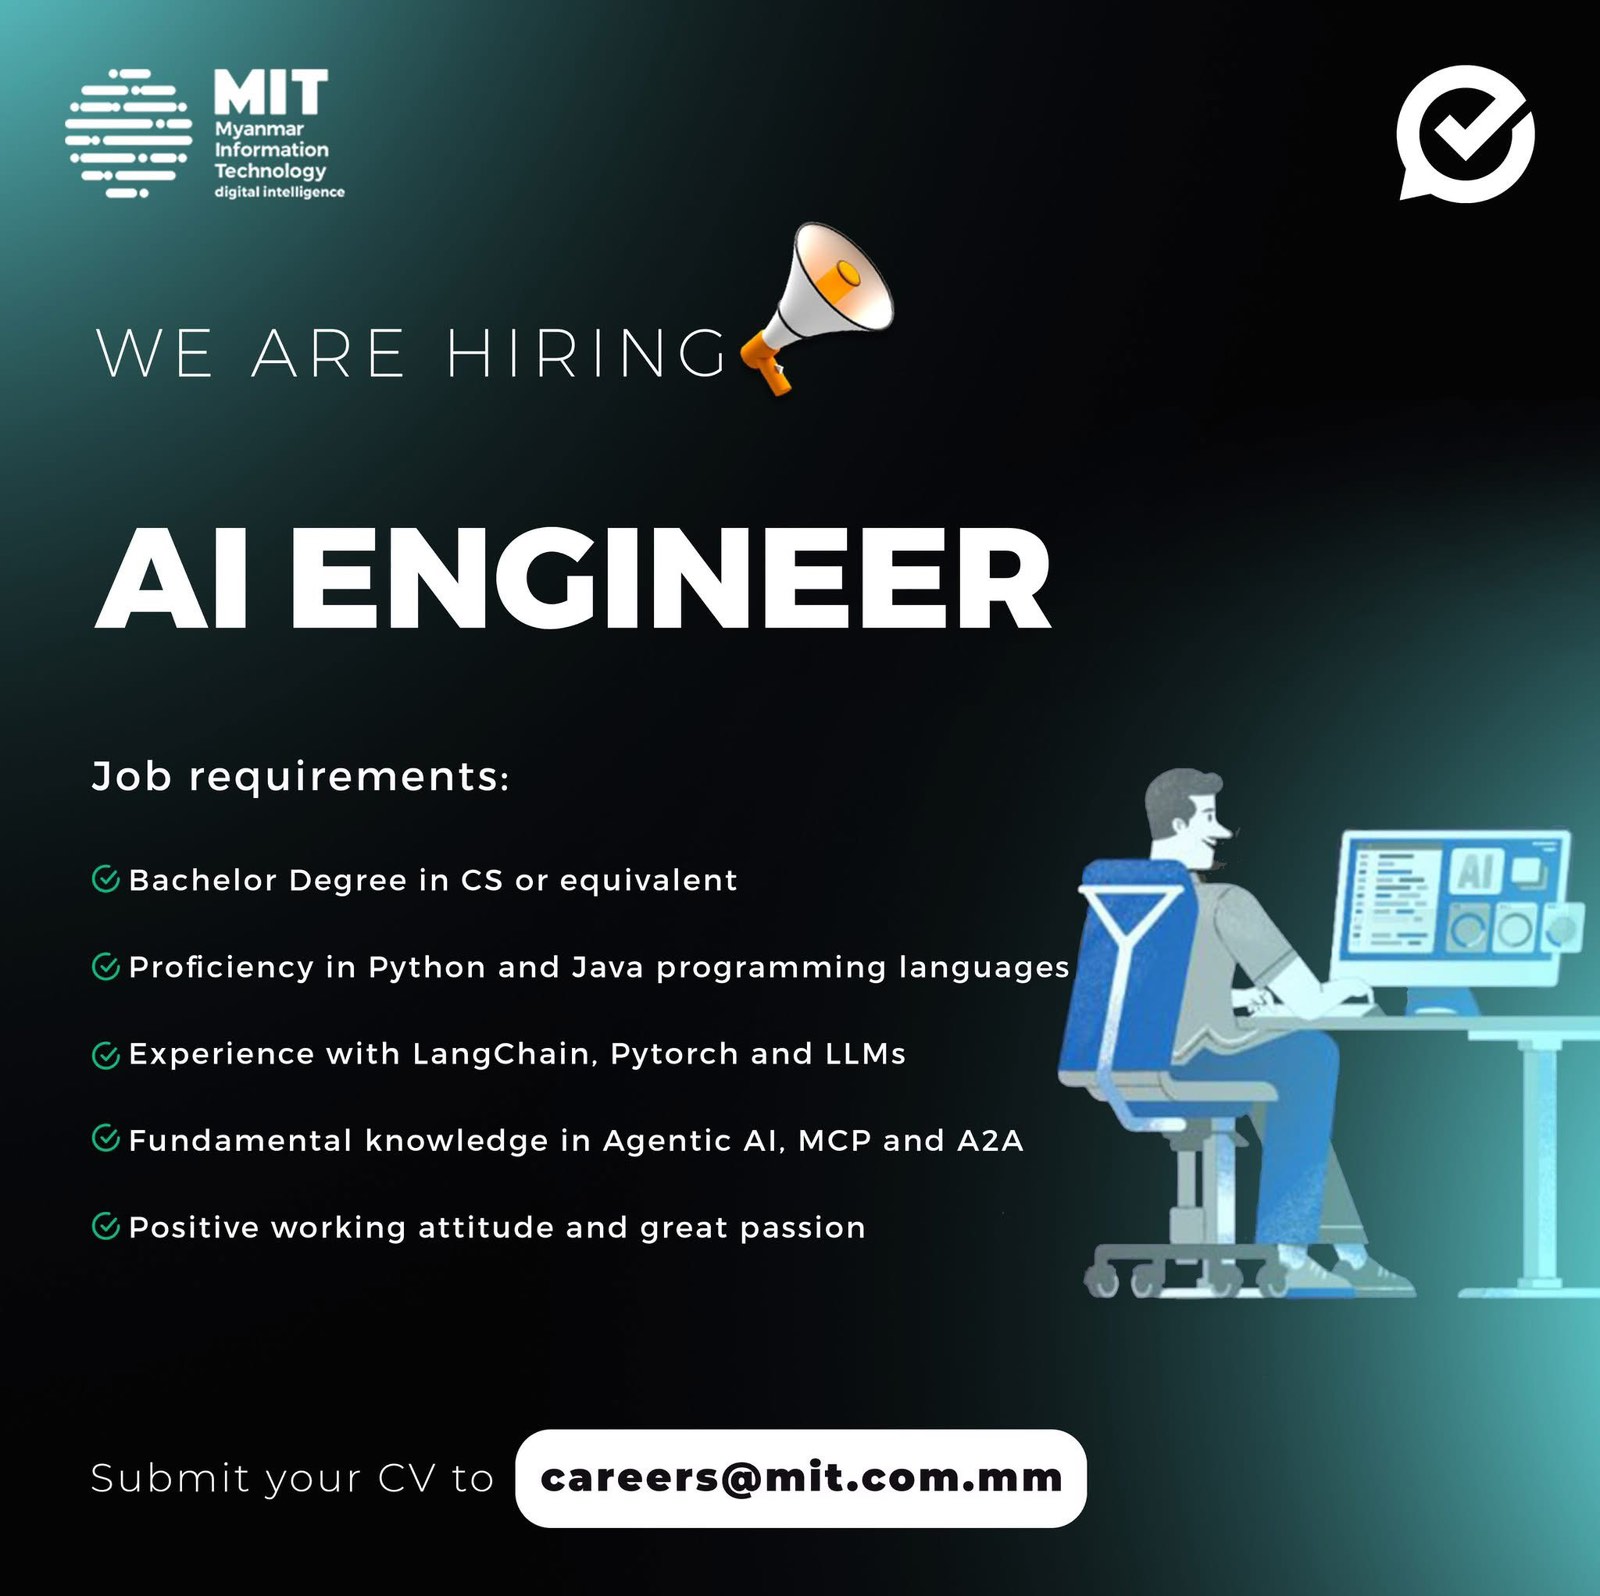 MIT
Myanmar
Information
Technology
digital intelligence
WE ARE HIRING
AI ENGINEER
Job requirements:
Bachelor Degree in CS or equivalent
Proficiency in Python and Java programming languages
Experience with LangChain, Pytorch and LLMs
Fundamental knowledge in Agentic AI, MCP and A2A
Positive working attitude and great passion
AI
Submit your CV to careers@mit.com.mm